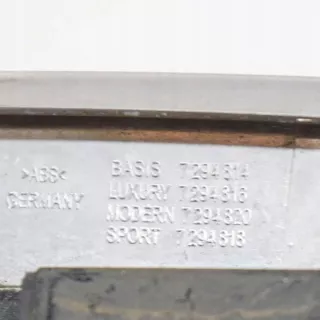 >ABS<
GERMANY
BASIS 7294814
LUXURY 7294816
MODERN 7294820
SPORT 7294818